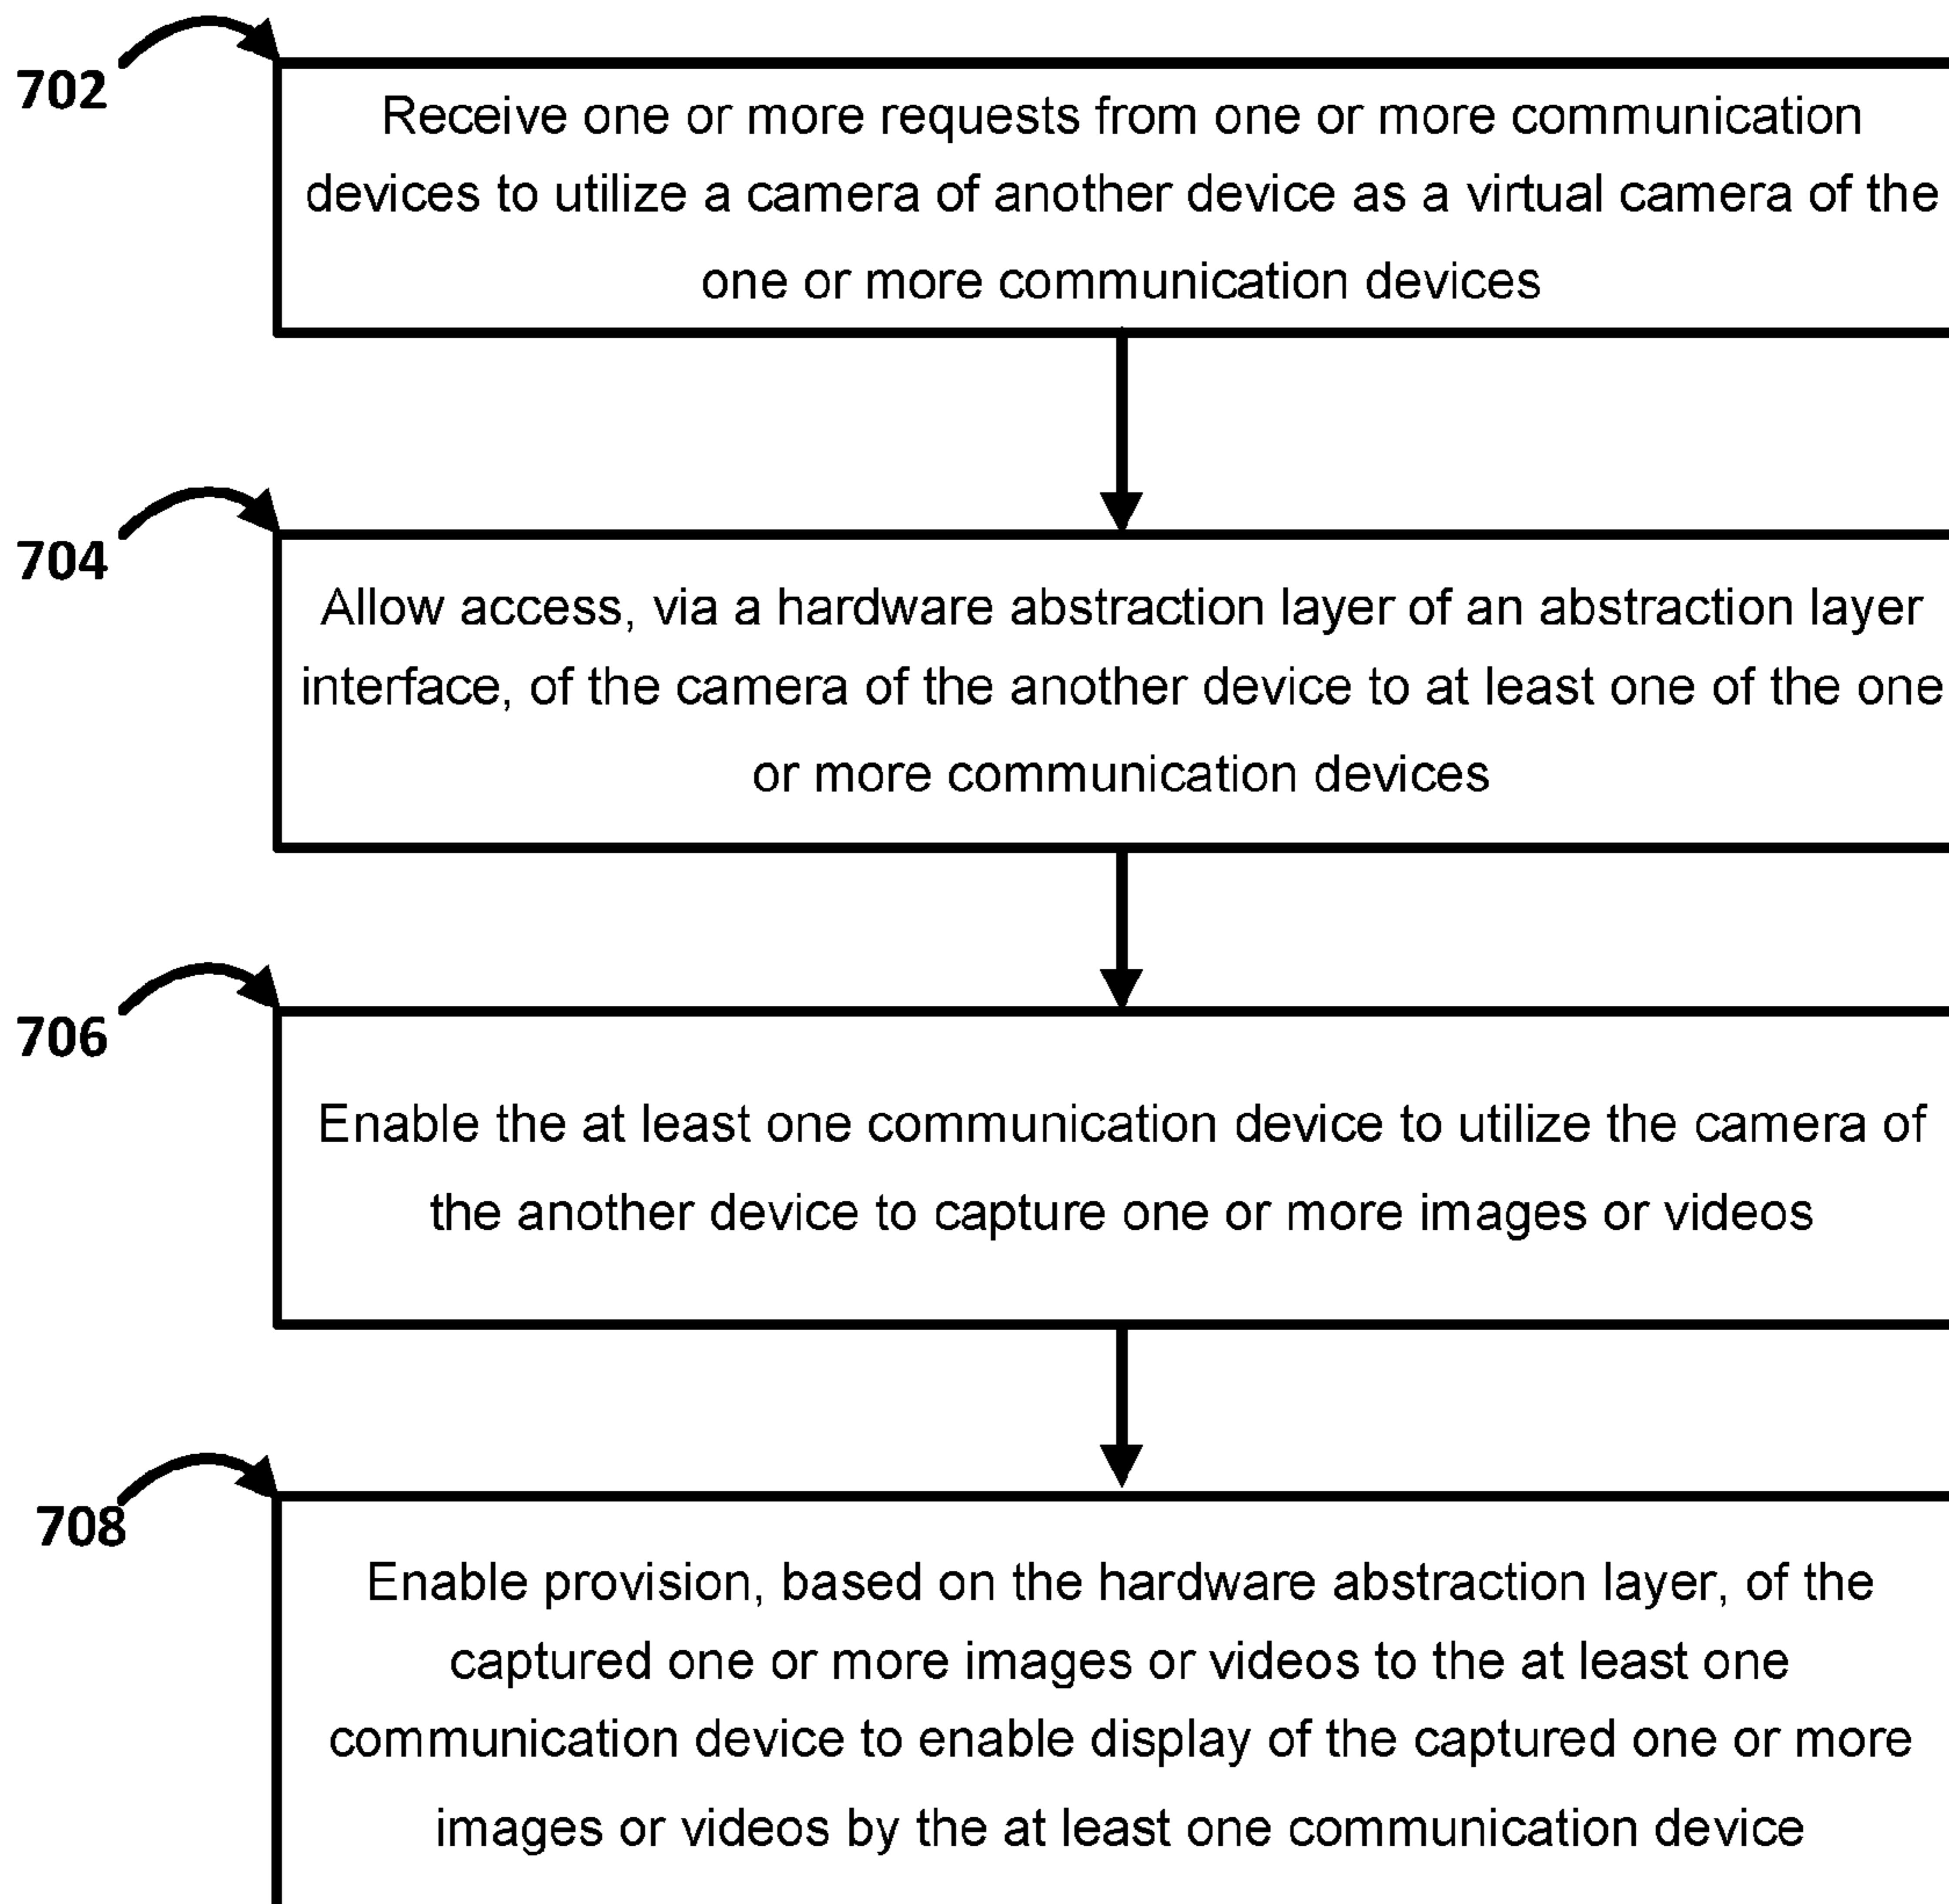 702
Receive one or more requests from one or more communication
devices to utilize a camera of another device as a virtual camera of the
one or more communication devices
704
Allow access, via a hardware abstraction layer of an abstraction layer
interface, of the camera of the another device to at least one of the one
or more communication devices
706
Enable the at least one communication device to utilize the camera of
the another device to capture one or more images or videos
708
Enable provision, based on the hardware abstraction layer, of the
captured one or more images or videos to the at least one
communication device to enable display of the captured one or more
images or videos by the at least one communication device